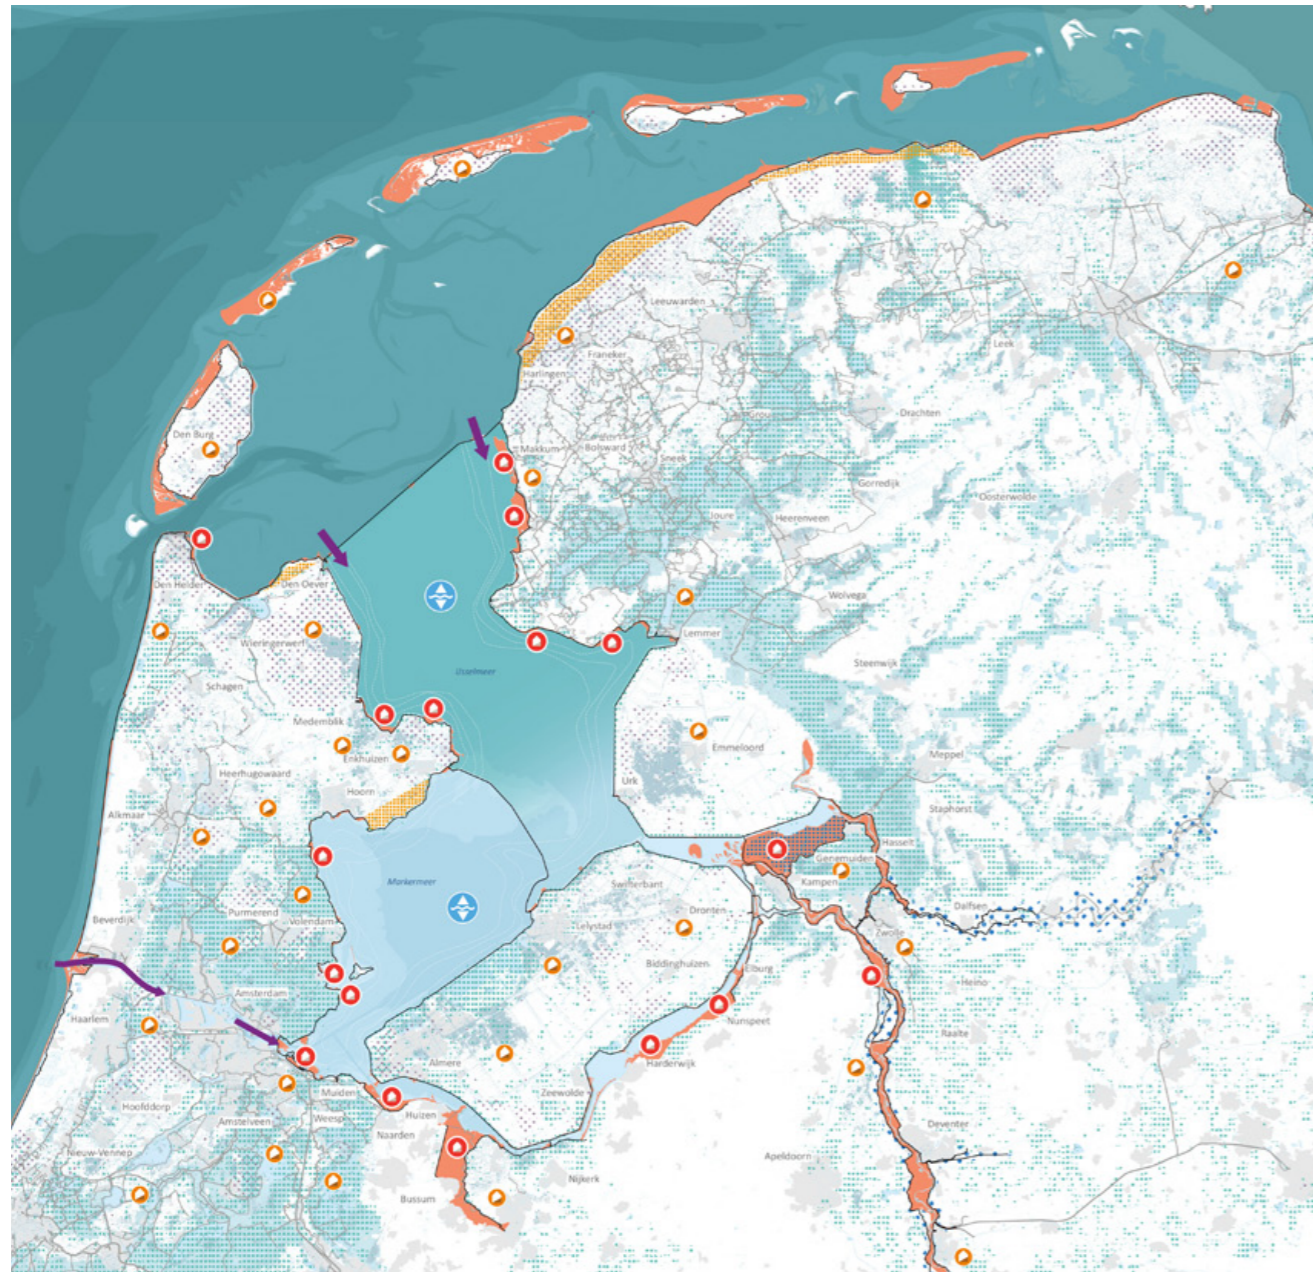 Leeuwarden
Leek
Franeker
Harlingen
Grou
Drachten
Den Burg
Makkum
Bolsward
Sneek
Gorredijk
Oosterwolde
Joure
Heerenveen
Den Helder
Den Oever
Wolvega
Wieringerwerf
Lemmer
Steenwijk
IJsselmeer
Schagen
Medemblik
Emmeloord
Meppel
Enkhuizen
Heerhugowaard
Urk
Hoorn
Staphorst
Alkmaar
Hasselt
Genemuiden
Markermeer
Swifterbant
Kampen
Dalfsen
Purmerend
Dronten
Beverdijk
Volendam
Lelystad
Zwolle
Biddinghuizen
Elburg
Heino
Amsterdam
Haarlem
Nunspeet
Raalte
Almere
Harderwijk
Muiden
Zeewolde
Hoofddorp
Huizen
Amstelveen
Weesp
Deventer
Naarden
Nieuw-Vennep
Apeldoorn
Nijkerk
Bussum